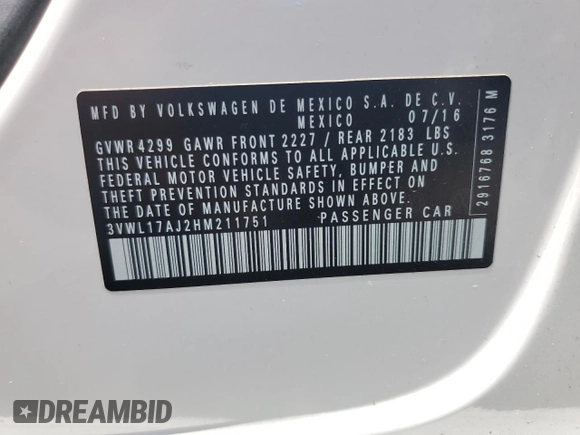 MFD BY VOLKSWAGEN DE MEXICO S.A. DE C.V.
MEXICO 07/16
GVWR 4299 GAWR FRONT 2227 / REAR 2183 LBS
THIS VEHICLE CONFORMS TO ALL APPLICABLE U.S.
FEDERAL MOTOR VEHICLE SAFETY, BUMPER AND
THEFT PREVENTION STANDARDS IN EFFECT ON
THE DATE OF MANUFACTURE SHOWN ABOVE.
3VWL17AJ2HM211751 PASSENGER CAR
2916768 3176 M
DREAMBID